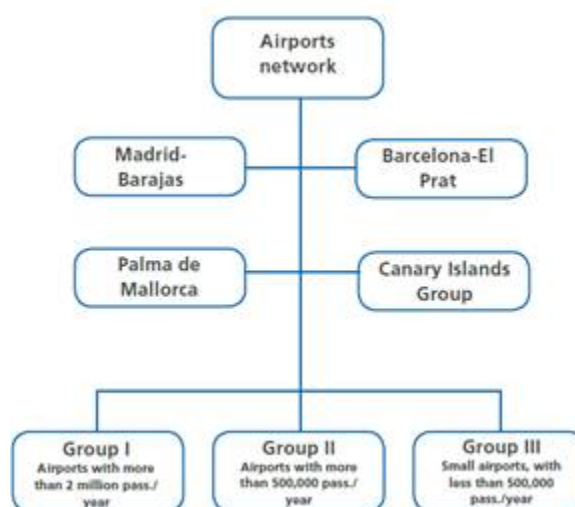 Airports
network
Madrid-
Barajas
Barcelona-El
Prat
Palma de
Mallorca
Canary Islands
Group
Group I
Airports with more
than 2 million pass./
year
Group II
Airports with more
than 500,000 pass./
year
Group III
Small airports, with
less than 500,000
pass./year